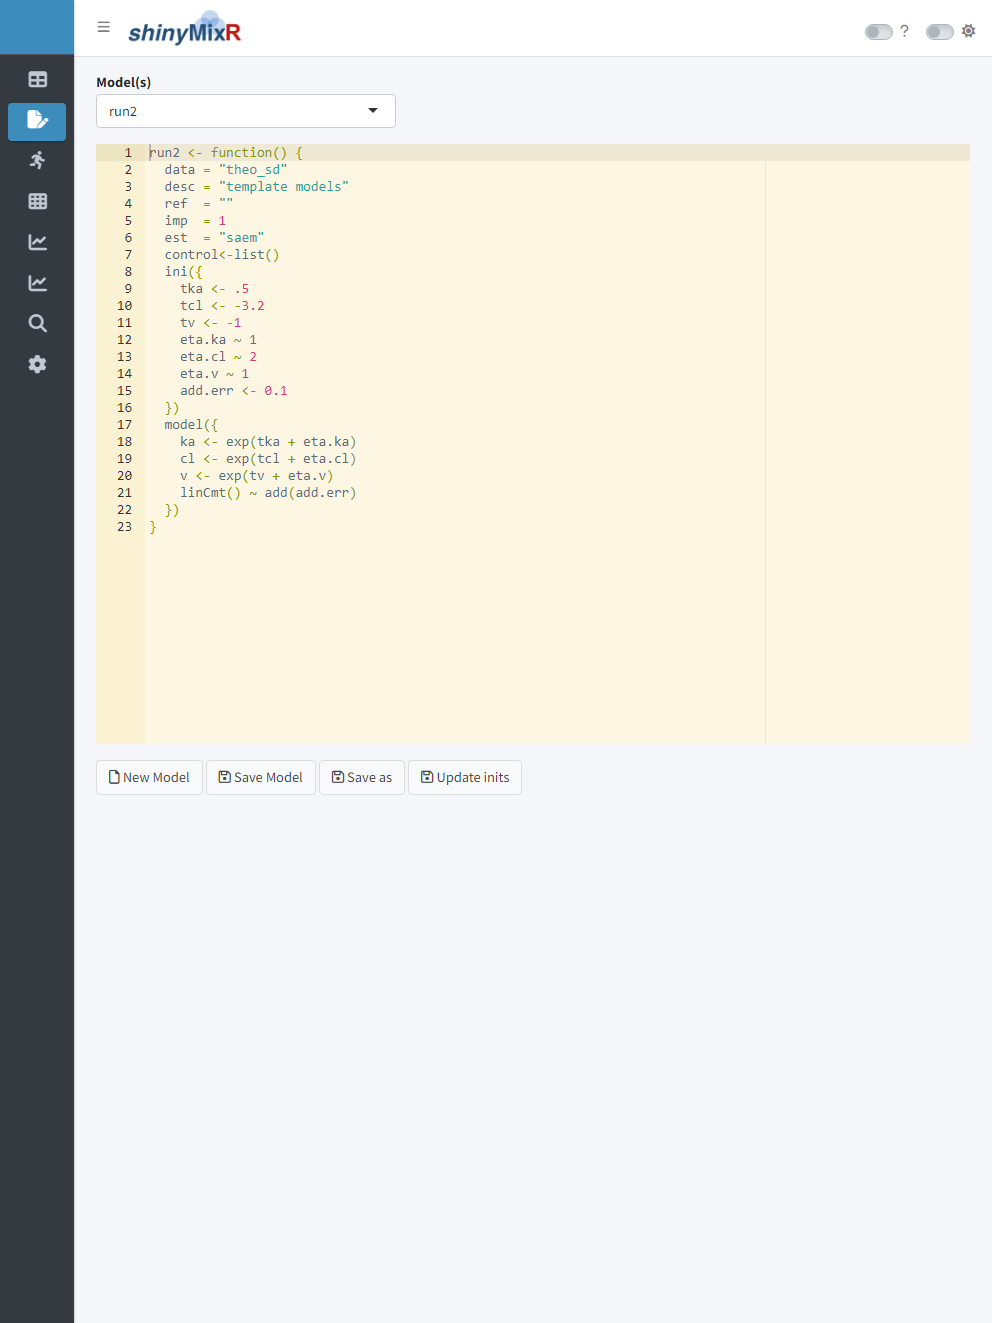 shinyMixR
?
Model(s)
run2
1 run2 <- function() {
2   data = "theo_sd"
3   desc = "template models"
4   ref  = ""
5   imp  = 1
6   est  = "saem"
7   control<-list()
8   ini({
9     tka <- .5
10     tcl <- -3.2
11     tv <- -1
12     eta.ka ~ 1
13     eta.cl ~ 2
14     eta.v ~ 1
15     add.err <- 0.1
16   })
17   model({
18     ka <- exp(tka + eta.ka)
19     cl <- exp(tcl + eta.cl)
20     v <- exp(tv + eta.v)
21     linCmt() ~ add(add.err)
22   })
23 }
New Model Save Model Save as Update inits